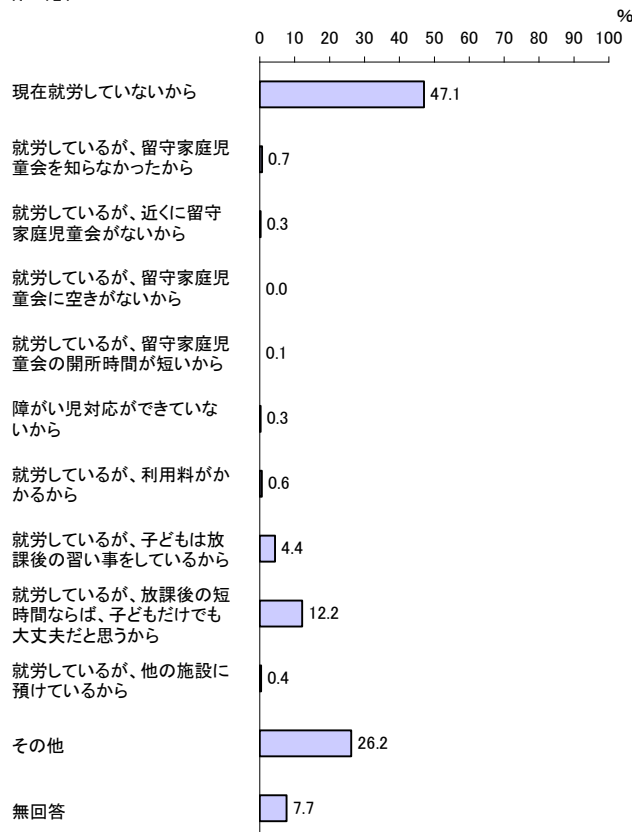 %
0 10 20 30 40 50 60 70 80 90 100
現在就労していないから
47.1
就労しているが、留守家庭児
童会を知らなかったから
0.7
就労しているが、近くに留守
家庭児童会がないから
0.3
就労しているが、留守家庭児
童会に空きがないから
0.0
就労しているが、留守家庭児
童会の開所時間が短いから
0.1
障がい児対応ができていな
いから
0.3
就労しているが、利用料がか
かるから
0.6
就労しているが、子どもは放
課後の習い事をしているから
4.4
就労しているが、放課後の短
時間ならば、子どもだけでも
大丈夫だと思うから
12.2
就労しているが、他の施設に
預けているから
0.4
その他
26.2
無回答
7.7